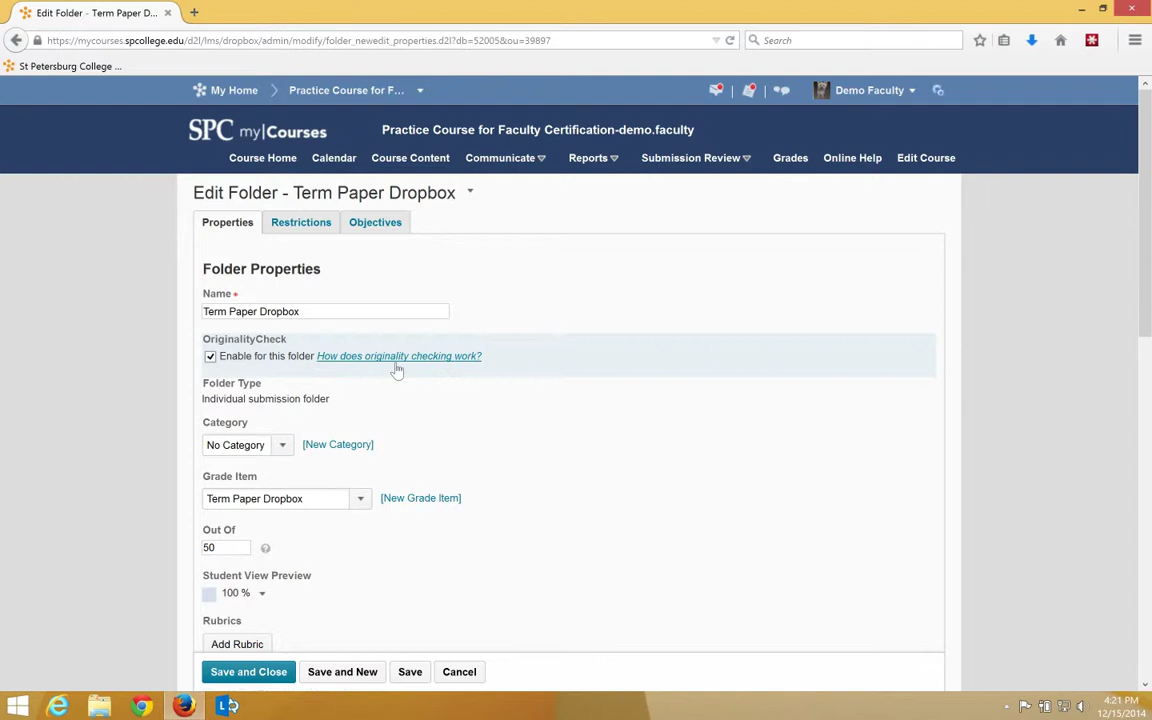 Edit Folder - Term Paper D...
https://mycourses.spcollege.edu/d2l/lms/dropbox/admin/modify/folder_newedit_properties.d2l?db=52005&ou=39897
Search
St Petersburg College ...
My Home
Practice Course for F...
Demo Faculty
SPC my|Courses
Practice Course for Faculty Certification-demo.faculty
Course Home
Calendar
Course Content
Communicate
Reports
Submission Review
Grades
Online Help
Edit Course
Edit Folder - Term Paper Dropbox
Properties
Restrictions
Objectives
Folder Properties
Name *
Term Paper Dropbox
OriginalityCheck
Enable for this folder How does originality checking work?
Folder Type
Individual submission folder
Category
No Category
[New Category]
Grade Item
Term Paper Dropbox
[New Grade Item]
Out Of
50
Student View Preview
100 %
Rubrics
Add Rubric
Save and Close
Save and New
Save
Cancel
4:21 PM
12/15/2014